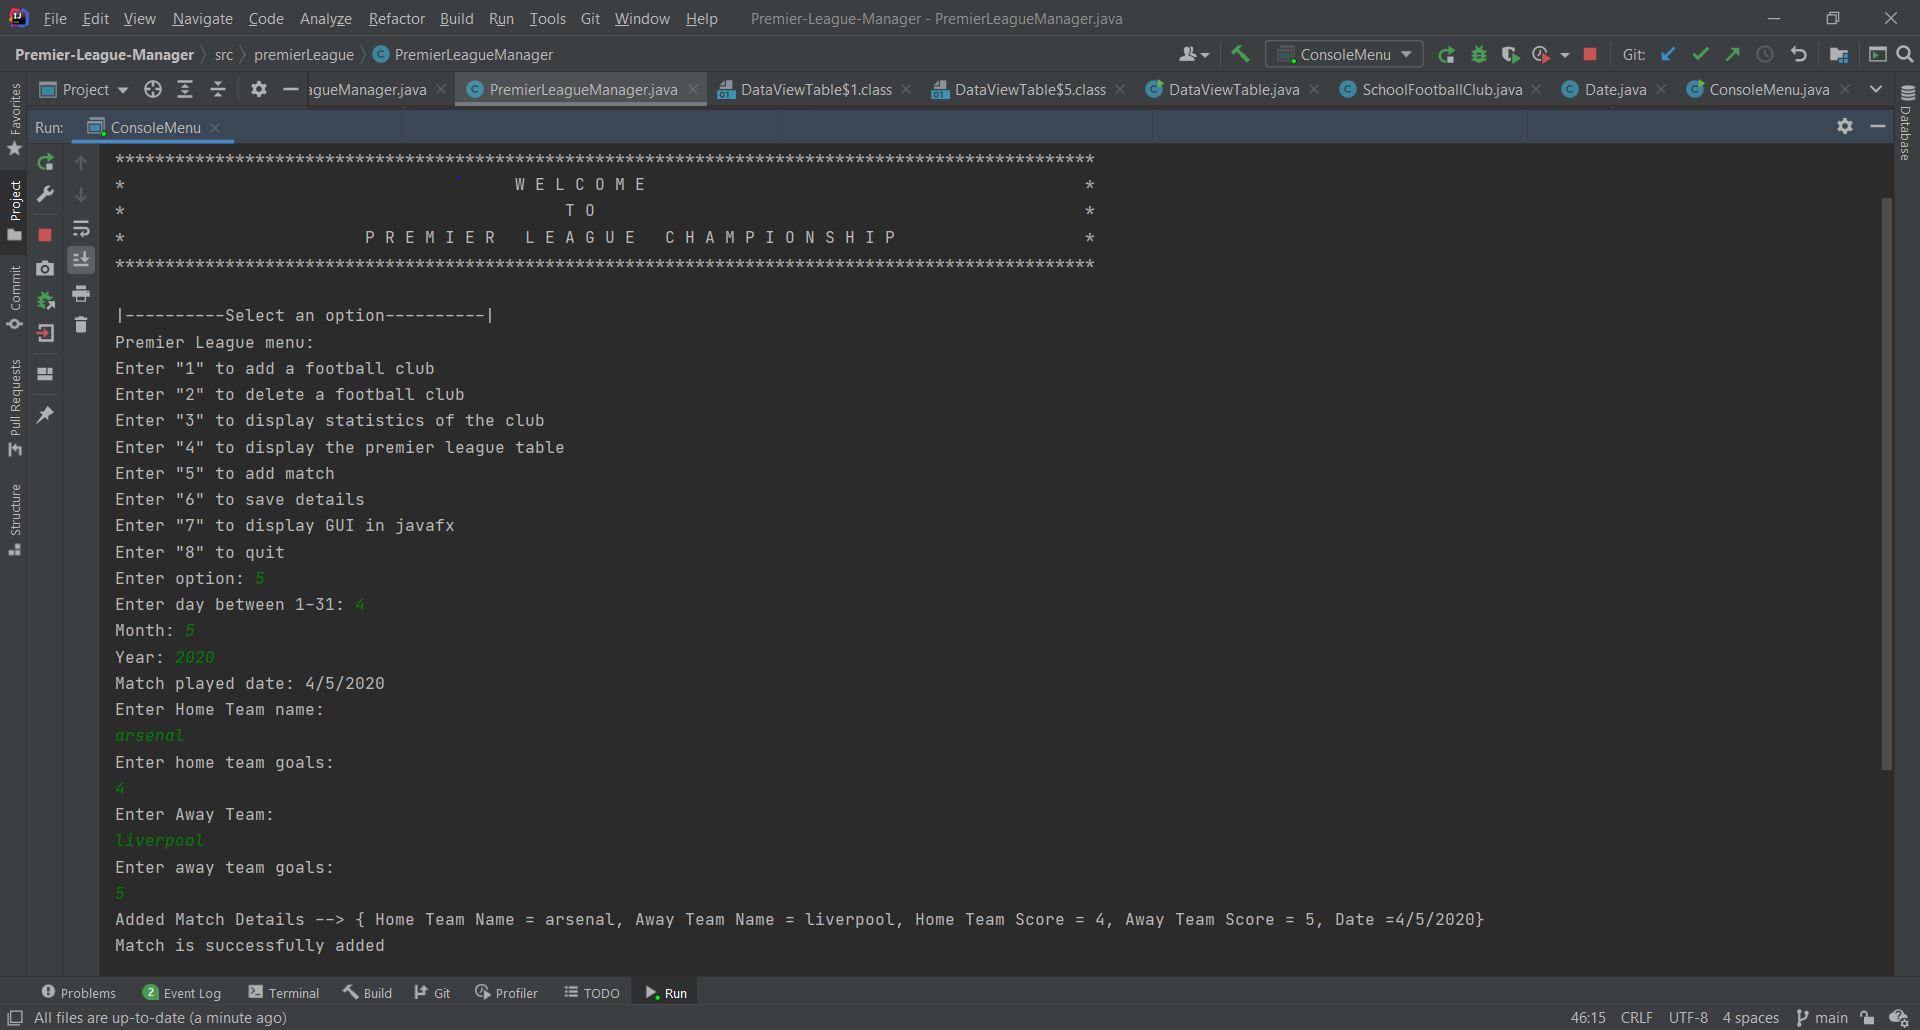 File Edit View Navigate Code Analyze Refactor Build Run Tools Git Window Help Premier-League-Manager - PremierLeagueManager.java
Premier-League-Manager src premierLeague PremierLeagueManager ConsoleMenu Git:
Project agueManager.java PremierLeagueManager.java DataViewTable$1.class DataViewTable$5.class DataViewTable.java SchoolFootballClub.java Date.java ConsoleMenu.java
Run: ConsoleMenu
Favorites
Project
Commit
Pull Requests
Structure
Database
**************************************************************************************************
* W E L C O M E *
* T O *
* P R E M I E R   L E A G U E   C H A M P I O N S H I P *
**************************************************************************************************
|----------Select an option----------|
Premier League menu:
Enter "1" to add a football club
Enter "2" to delete a football club
Enter "3" to display statistics of the club
Enter "4" to display the premier league table
Enter "5" to add match
Enter "6" to save details
Enter "7" to display GUI in javafx
Enter "8" to quit
Enter option: 5
Enter day between 1-31: 4
Month: 5
Year: 2020
Match played date: 4/5/2020
Enter Home Team name:
arsenal
Enter home team goals:
4
Enter Away Team:
liverpool
Enter away team goals:
5
Added Match Details --> { Home Team Name = arsenal, Away Team Name = liverpool, Home Team Score = 4, Away Team Score = 5, Date =4/5/2020}
Match is successfully added
Problems 2 Event Log Terminal Build Git Profiler TODO Run
All files are up-to-date (a minute ago) 46:15 CRLF UTF-8 4 spaces main